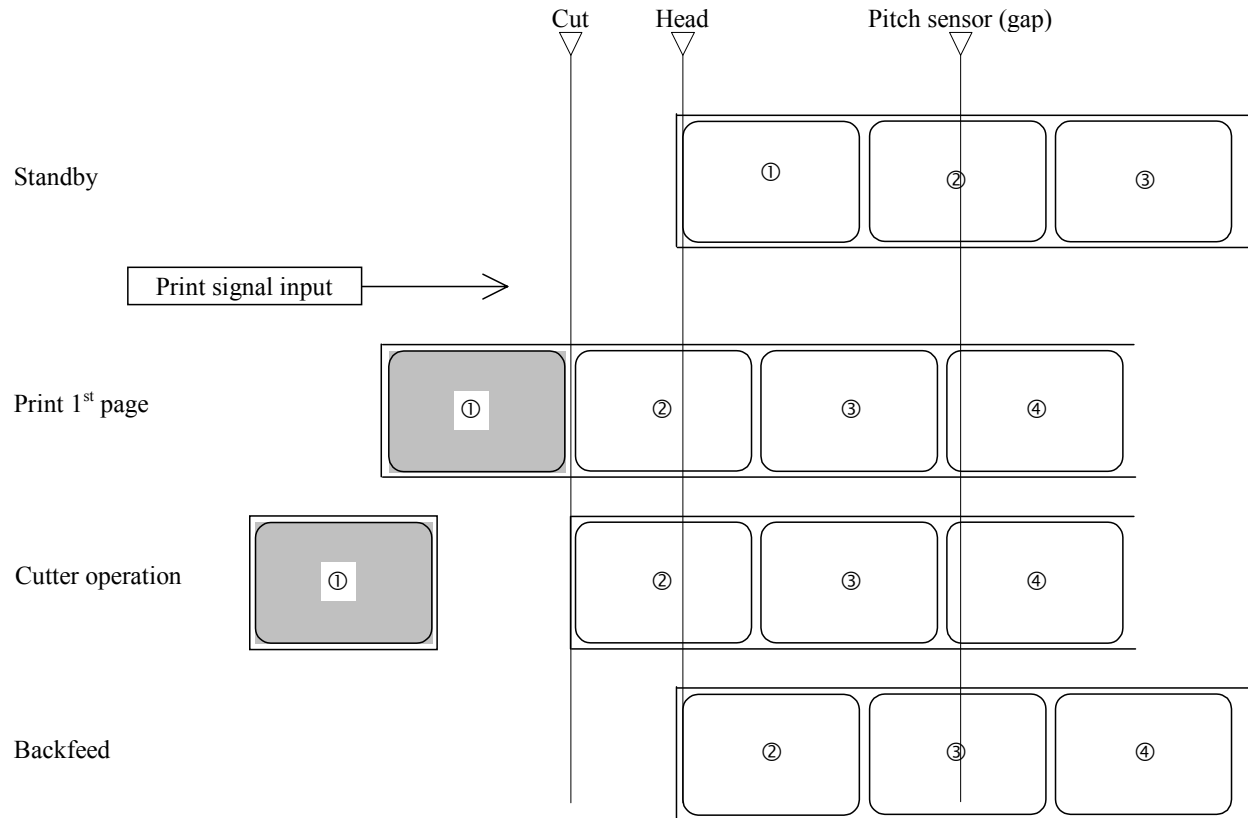 Cut Head Pitch sensor (gap)
Standby ① ② ③
Print signal input
Print 1st page ① ② ③ ④
Cutter operation ① ② ③ ④
Backfeed ② ③ ④